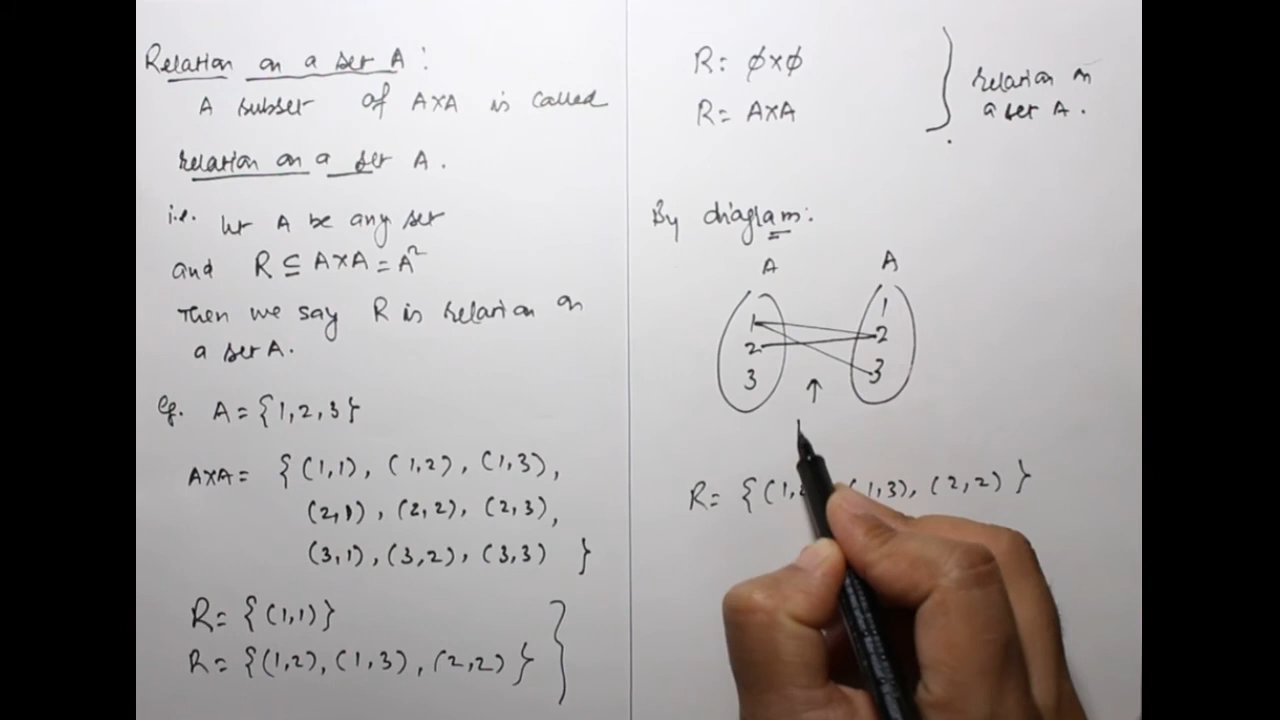 Relation on a set A :
A subset of A×A is called
relation on a set A.
i.e. let A be any set
and R ⊆ A×A = A²
Then we say R is relation on
a set A.
eg. A = {1,2,3}
A×A = { (1,1), (1,2), (1,3),
(2,1), (2,2), (2,3),
(3,1), (3,2), (3,3) }
R = {(1,1)}
R = {(1,2), (1,3), (2,2)}
R = ϕ×ϕ
R = A×A
relation on
a set A.
By diagram:
A A
1 1
2 2
3 3
R = {(1, (1,3), (2,2) }